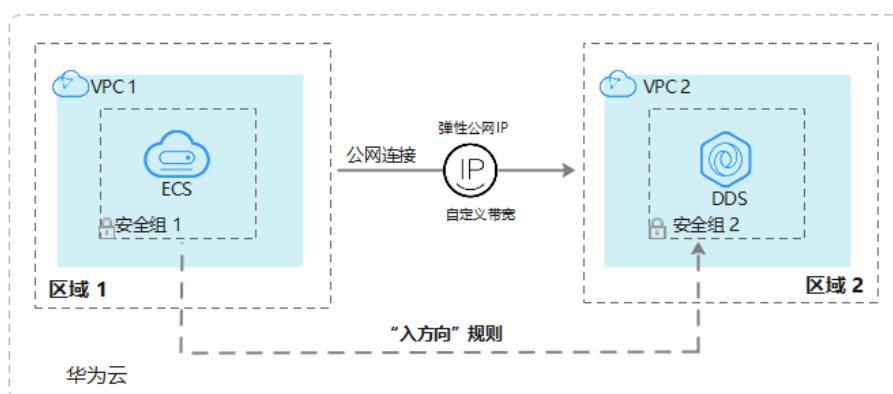 VPC 1
ECS
安全组 1
区域 1
公网连接
弹性公网IP
IP
自定义带宽
VPC 2
DDS
安全组 2
区域 2
“入方向”规则
华为云